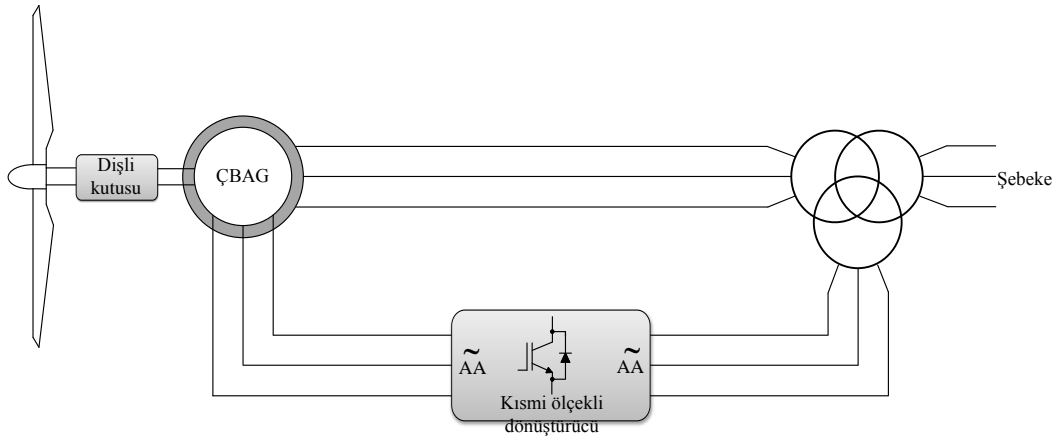 Dişli
kutusu
ÇBAG
Şebeke
~
AA
~
AA
Kısmi ölçekli
dönüştürücü